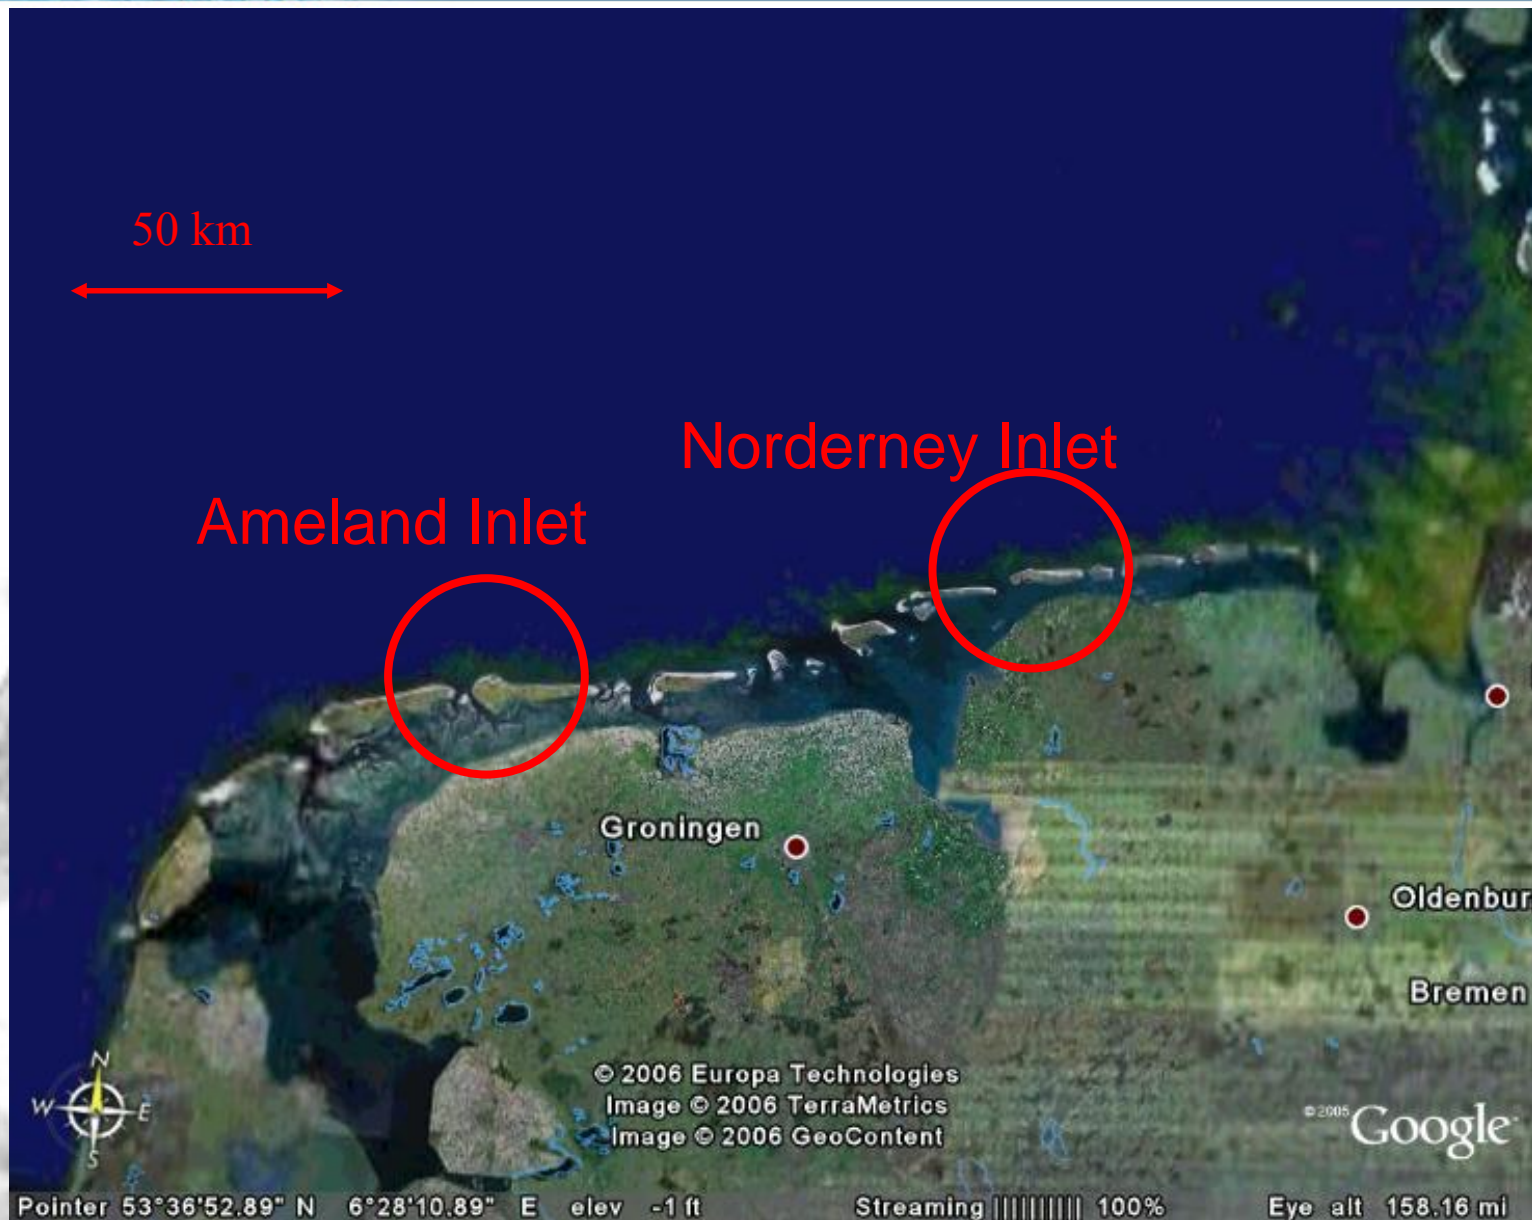 50 km
Norderney Inlet
Ameland Inlet
Groningen
Oldenbur
Bremen
N
W E
S
© 2006 Europa Technologies
Image © 2006 TerraMetrics
Image © 2006 GeoContent
©2005 Google
Pointer 53°36'52.89" N 6°28'10.89" E elev -1 ft Streaming |||||||||| 100% Eye alt 158.16 mi